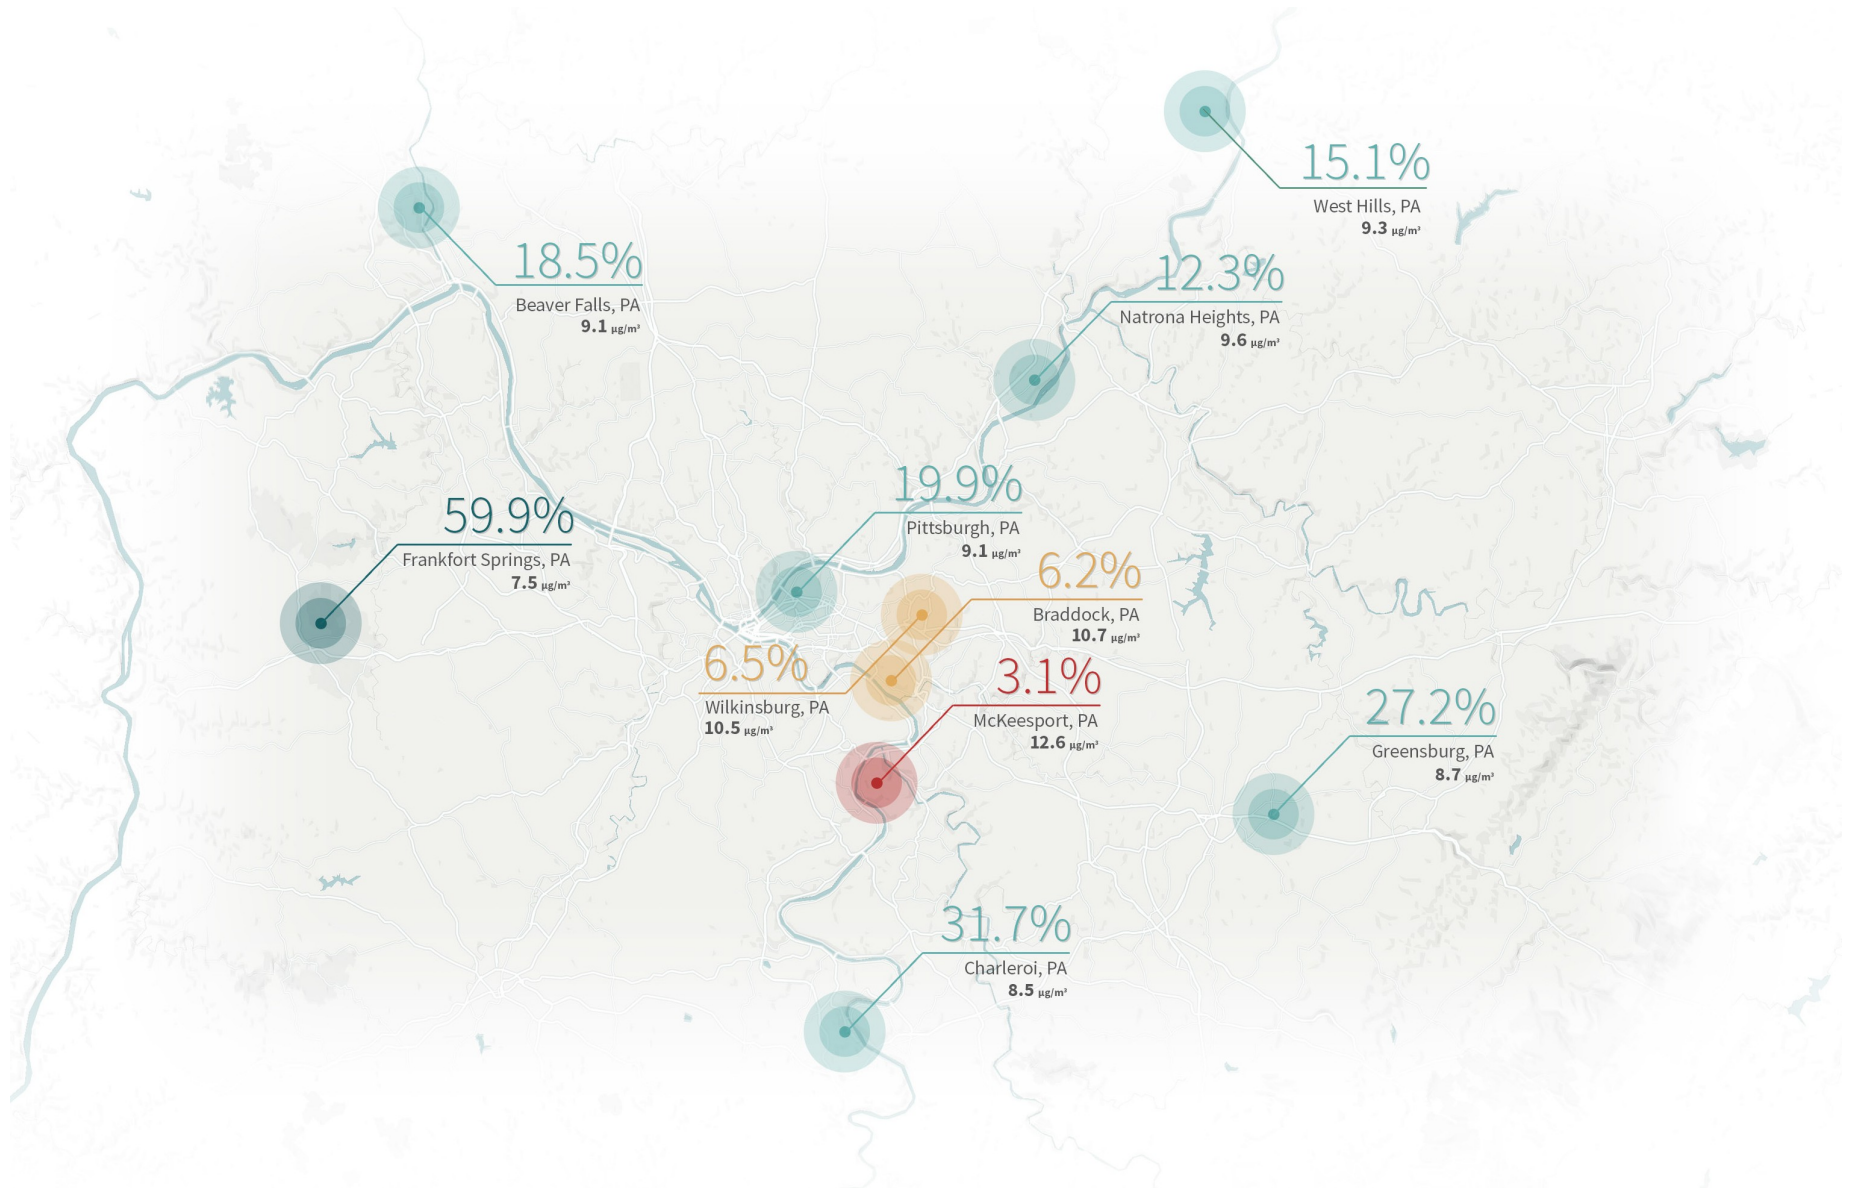 15.1%
West Hills, PA
9.3 µg/m³
18.5%
Beaver Falls, PA
9.1 µg/m³
12.3%
Natrona Heights, PA
9.6 µg/m³
19.9%
Pittsburgh, PA
9.1 µg/m³
59.9%
Frankfort Springs, PA
7.5 µg/m³
6.2%
Braddock, PA
10.7 µg/m³
6.5%
Wilkinsburg, PA
10.5 µg/m³
3.1%
McKeesport, PA
12.6 µg/m³
27.2%
Greensburg, PA
8.7 µg/m³
31.7%
Charleroi, PA
8.5 µg/m³